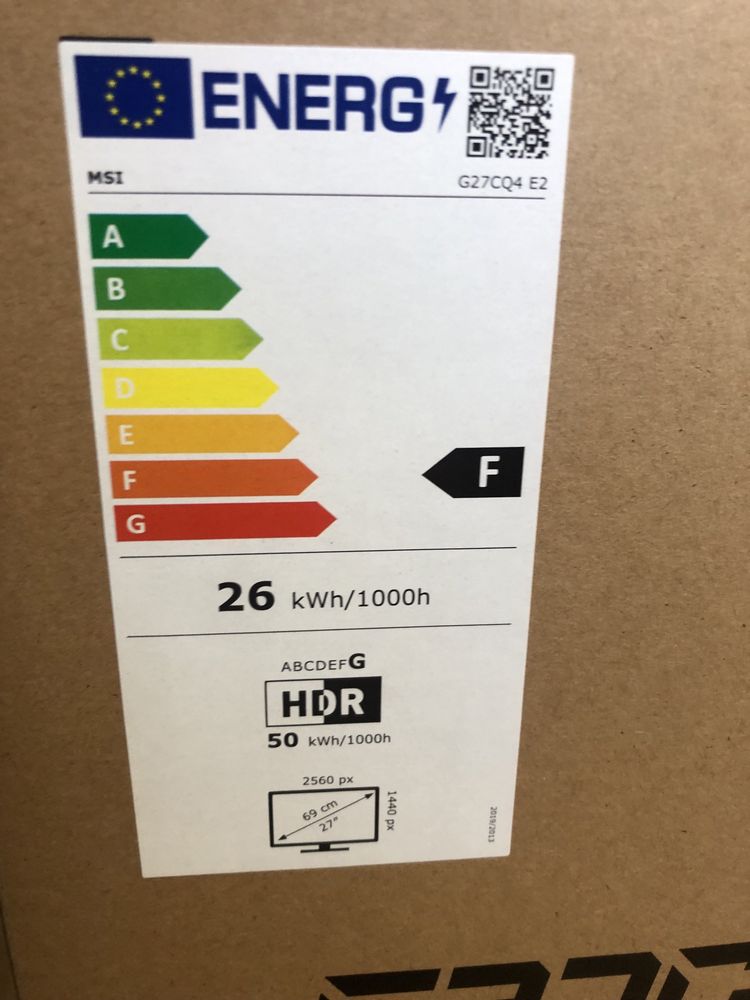 ENERG
MSI
G27CQ4 E2
A
B
C
D
E
F
F
G
26 kWh/1000h
ABCDEFG
HDR
50 kWh/1000h
2560 px
69 cm
27"
1440 px
2019/2013